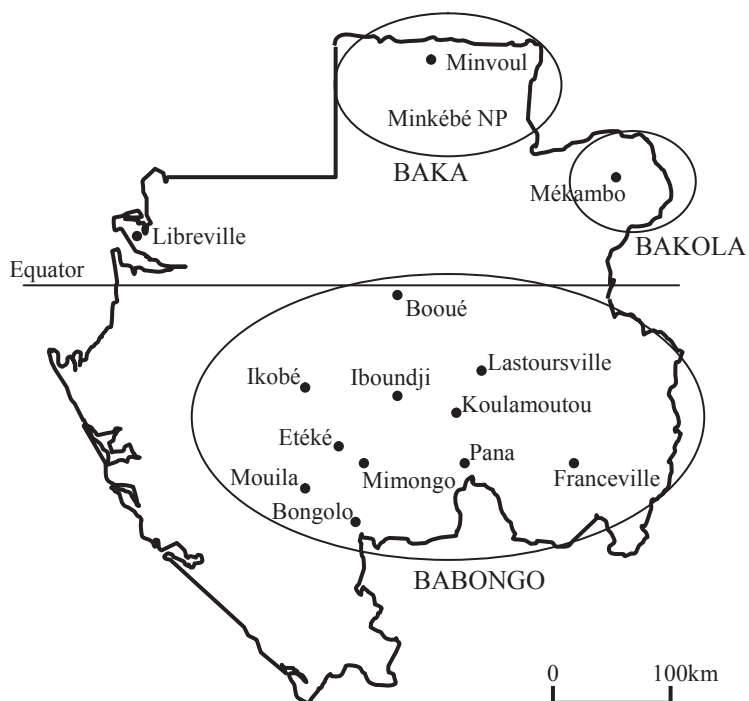 Minvoul
Minkébé NP
BAKA
Mékambo
Libreville
BAKOLA
Equator
Booué
Lastoursville
Ikobé
Iboundji
Koulamoutou
Etéké
Pana
Mouila
Mimongo
Franceville
Bongolo
BABONGO
0 100km